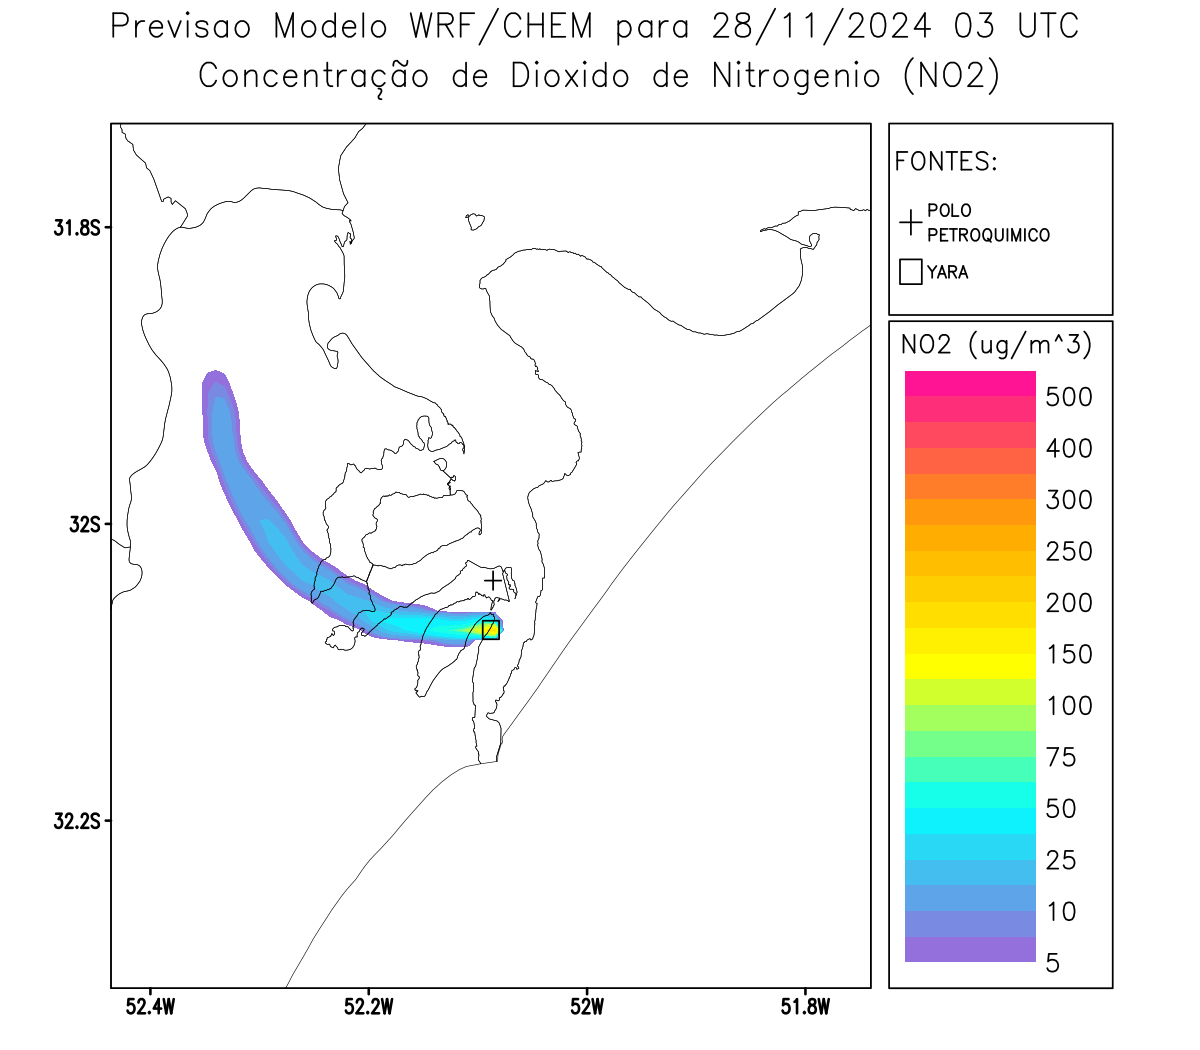 Previsao Modelo WRF/CHEM para 28/11/2024 03 UTC
Concentração de Dioxido de Nitrogenio (NO2)
FONTES:
POLO
PETROQUIMICO
YARA
NO2 (ug/m^3)
500
400
300
250
200
150
100
75
50
25
10
5
31.8S
32S
32.2S
52.4W
52.2W
52W
51.8W